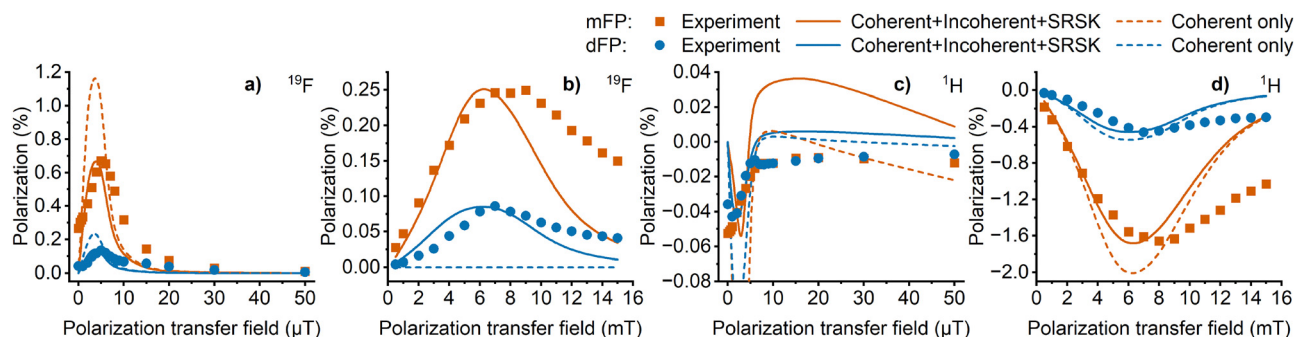 mFP: Experiment Coherent+Incoherent+SRSK Coherent only
dFP: Experiment Coherent+Incoherent+SRSK Coherent only
a) ¹⁹F
Polarization (%)
1.2
1.0
0.8
0.6
0.4
0.2
0.0
0 10 20 30 40 50
Polarization transfer field (µT)
b) ¹⁹F
Polarization (%)
0.25
0.20
0.15
0.10
0.05
0.00
0 2 4 6 8 10 12 14 16
Polarization transfer field (mT)
c) ¹H
Polarization (%)
0.04
0.02
0.00
−0.02
−0.04
−0.06
−0.08
0 10 20 30 40 50
Polarization transfer field (µT)
d) ¹H
Polarization (%)
0.0
−0.4
−0.8
−1.2
−1.6
−2.0
0 2 4 6 8 10 12 14 16
Polarization transfer field (mT)